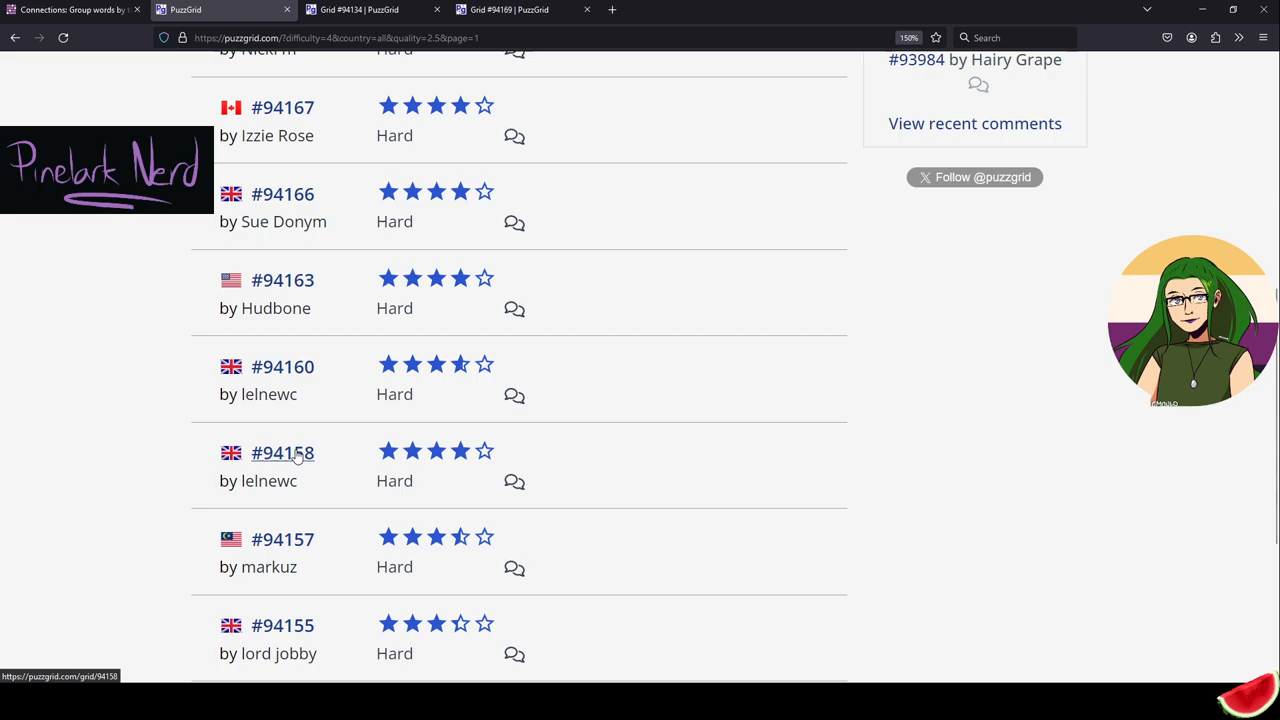 Connections: Group words by
PuzzGrid
Grid #94134 | PuzzGrid
Grid #94169 | PuzzGrid
https://puzzgrid.com/?difficulty=4&country=all&quality=2.5&page=1
150%
Search
Hard
#93984 by Hairy Grape
View recent comments
Follow @puzzgrid
Pinelark Nerd
#94167
by Izzie Rose
Hard
#94166
by Sue Donym
Hard
#94163
by Hudbone
Hard
#94160
by lelnewc
Hard
#94158
by lelnewc
Hard
#94157
by markuz
Hard
#94155
by lord jobby
Hard
https://puzzgrid.com/grid/94158